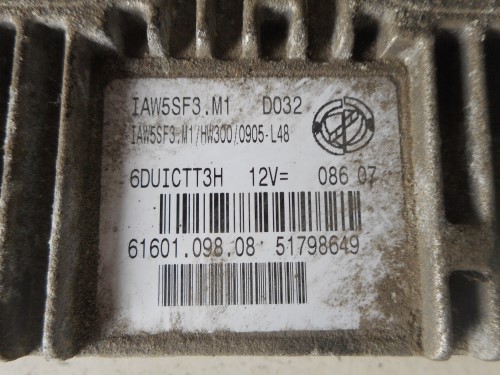 IAW5SF3.M1 D032
IAW5SF3.M1/HW300/0905-L48
6DUICTT3H 12V= 086 07
61601.098.08 51798649